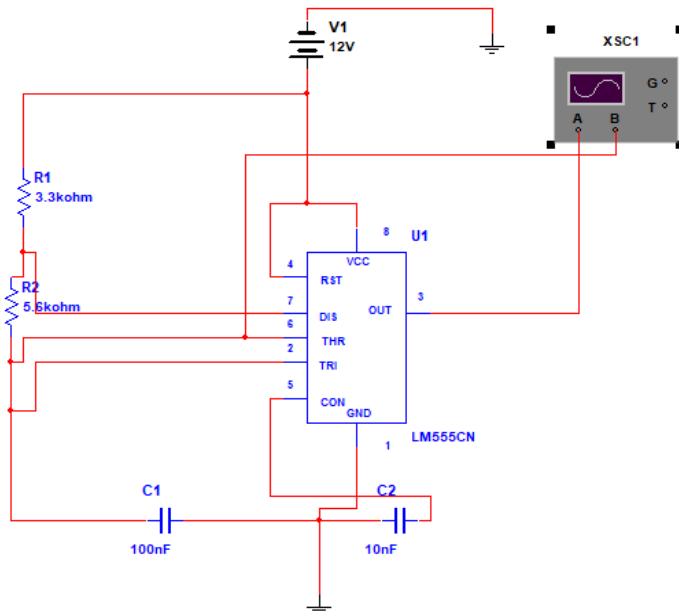 V1
12V
XSC1
G
T
A B
R1
3.3kohm
8 U1
VCC
4
RST
R2
5.6kohm
7
DIS
OUT
3
6
THR
2
TRI
5
CON
GND
LM555CN
1
C1
C2
100nF
10nF